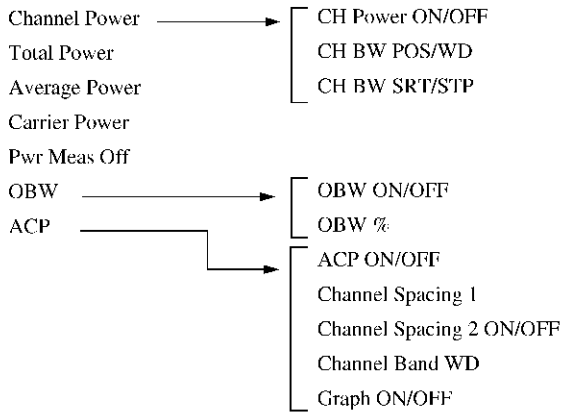 Channel Power
CH Power ON/OFF
Total Power
CH BW POS/WD
Average Power
CH BW SRT/STP
Carrier Power
Pwr Meas Off
OBW
OBW ON/OFF
OBW %
ACP
ACP ON/OFF
Channel Spacing 1
Channel Spacing 2 ON/OFF
Channel Band WD
Graph ON/OFF